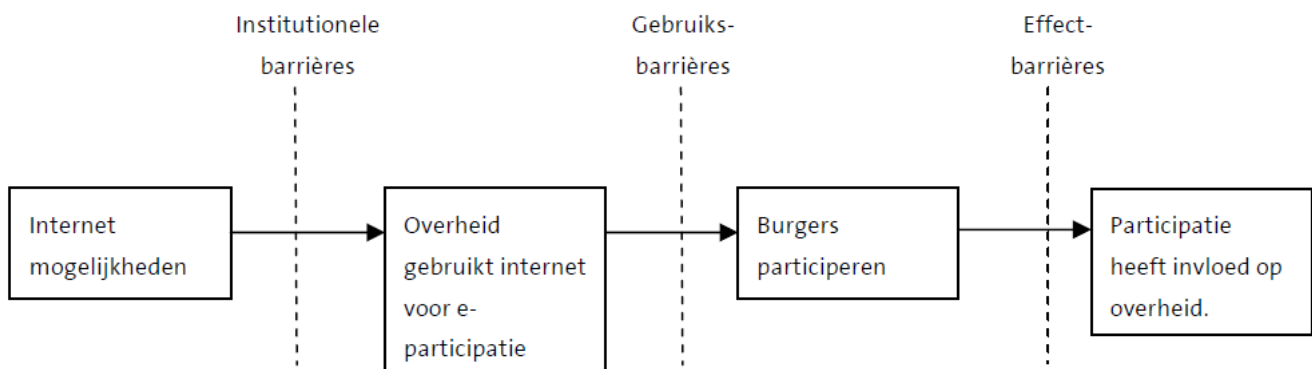 Institutionele
barrières
Gebruiks-
barrières
Effect-
barrières
Internet
mogelijkheden
Overheid
gebruikt internet
voor e-
participatie
Burgers
participeren
Participatie
heeft invloed op
overheid.